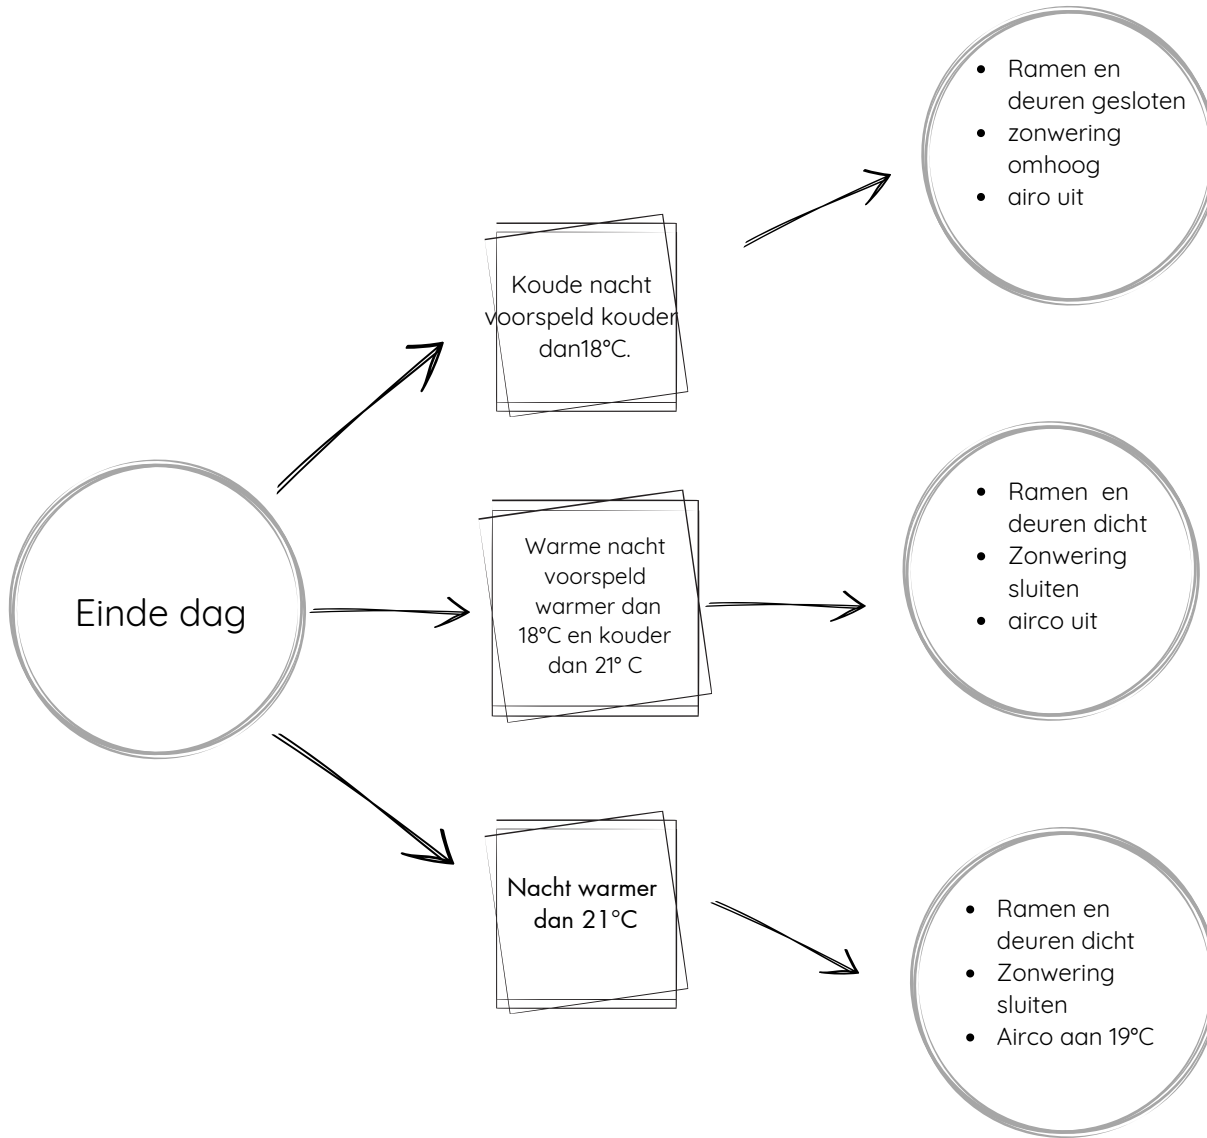 Einde dag
Koude nacht
voorspeld kouder
dan18°C.
• Ramen en
deuren gesloten
• zonwering
omhoog
• airo uit
Warme nacht
voorspeld
warmer dan
18°C en kouder
dan 21° C
• Ramen  en
deuren dicht
• Zonwering
sluiten
• airco uit
Nacht warmer
dan 21°C
• Ramen en
deuren dicht
• Zonwering
sluiten
• Airco aan 19°C